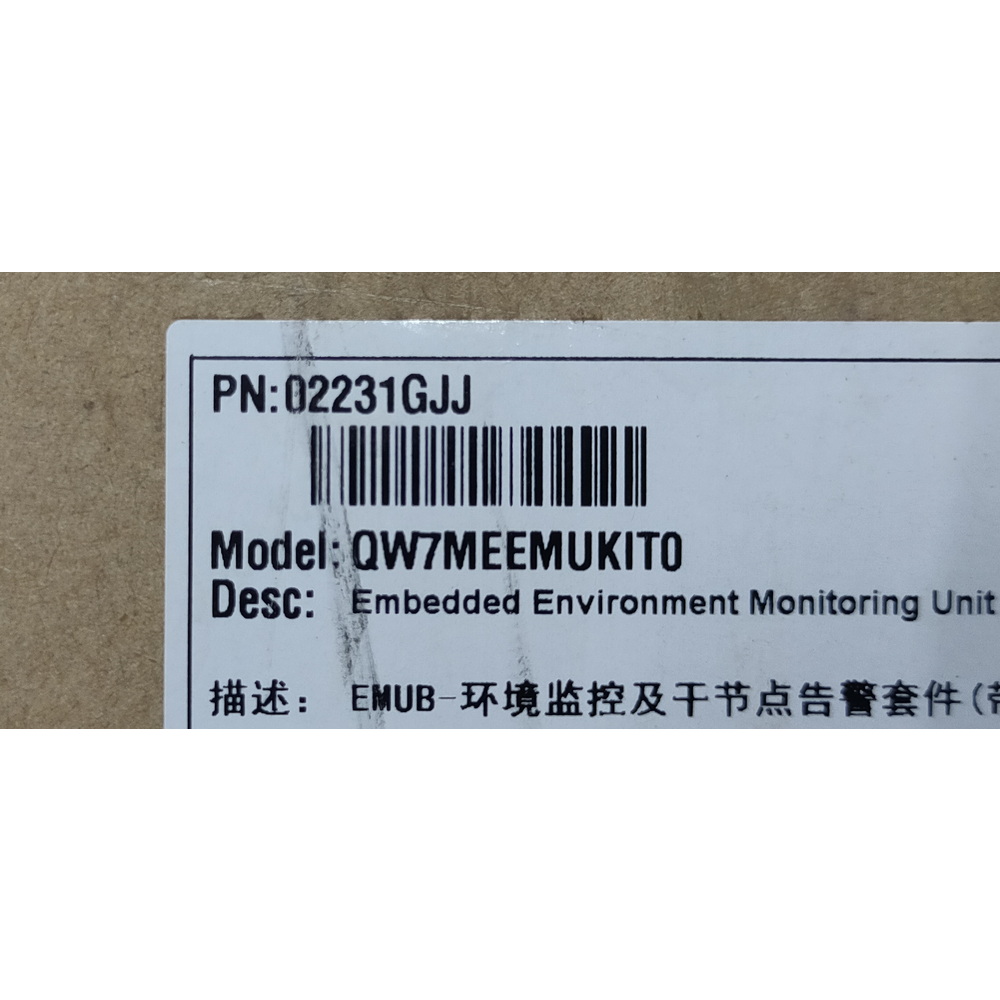 PN:02231GJJ
Model: QW7MEEMUKIT0
Desc: Embedded Environment Monitoring Unit
描述: EMUB-环境监控及干节点告警套件(